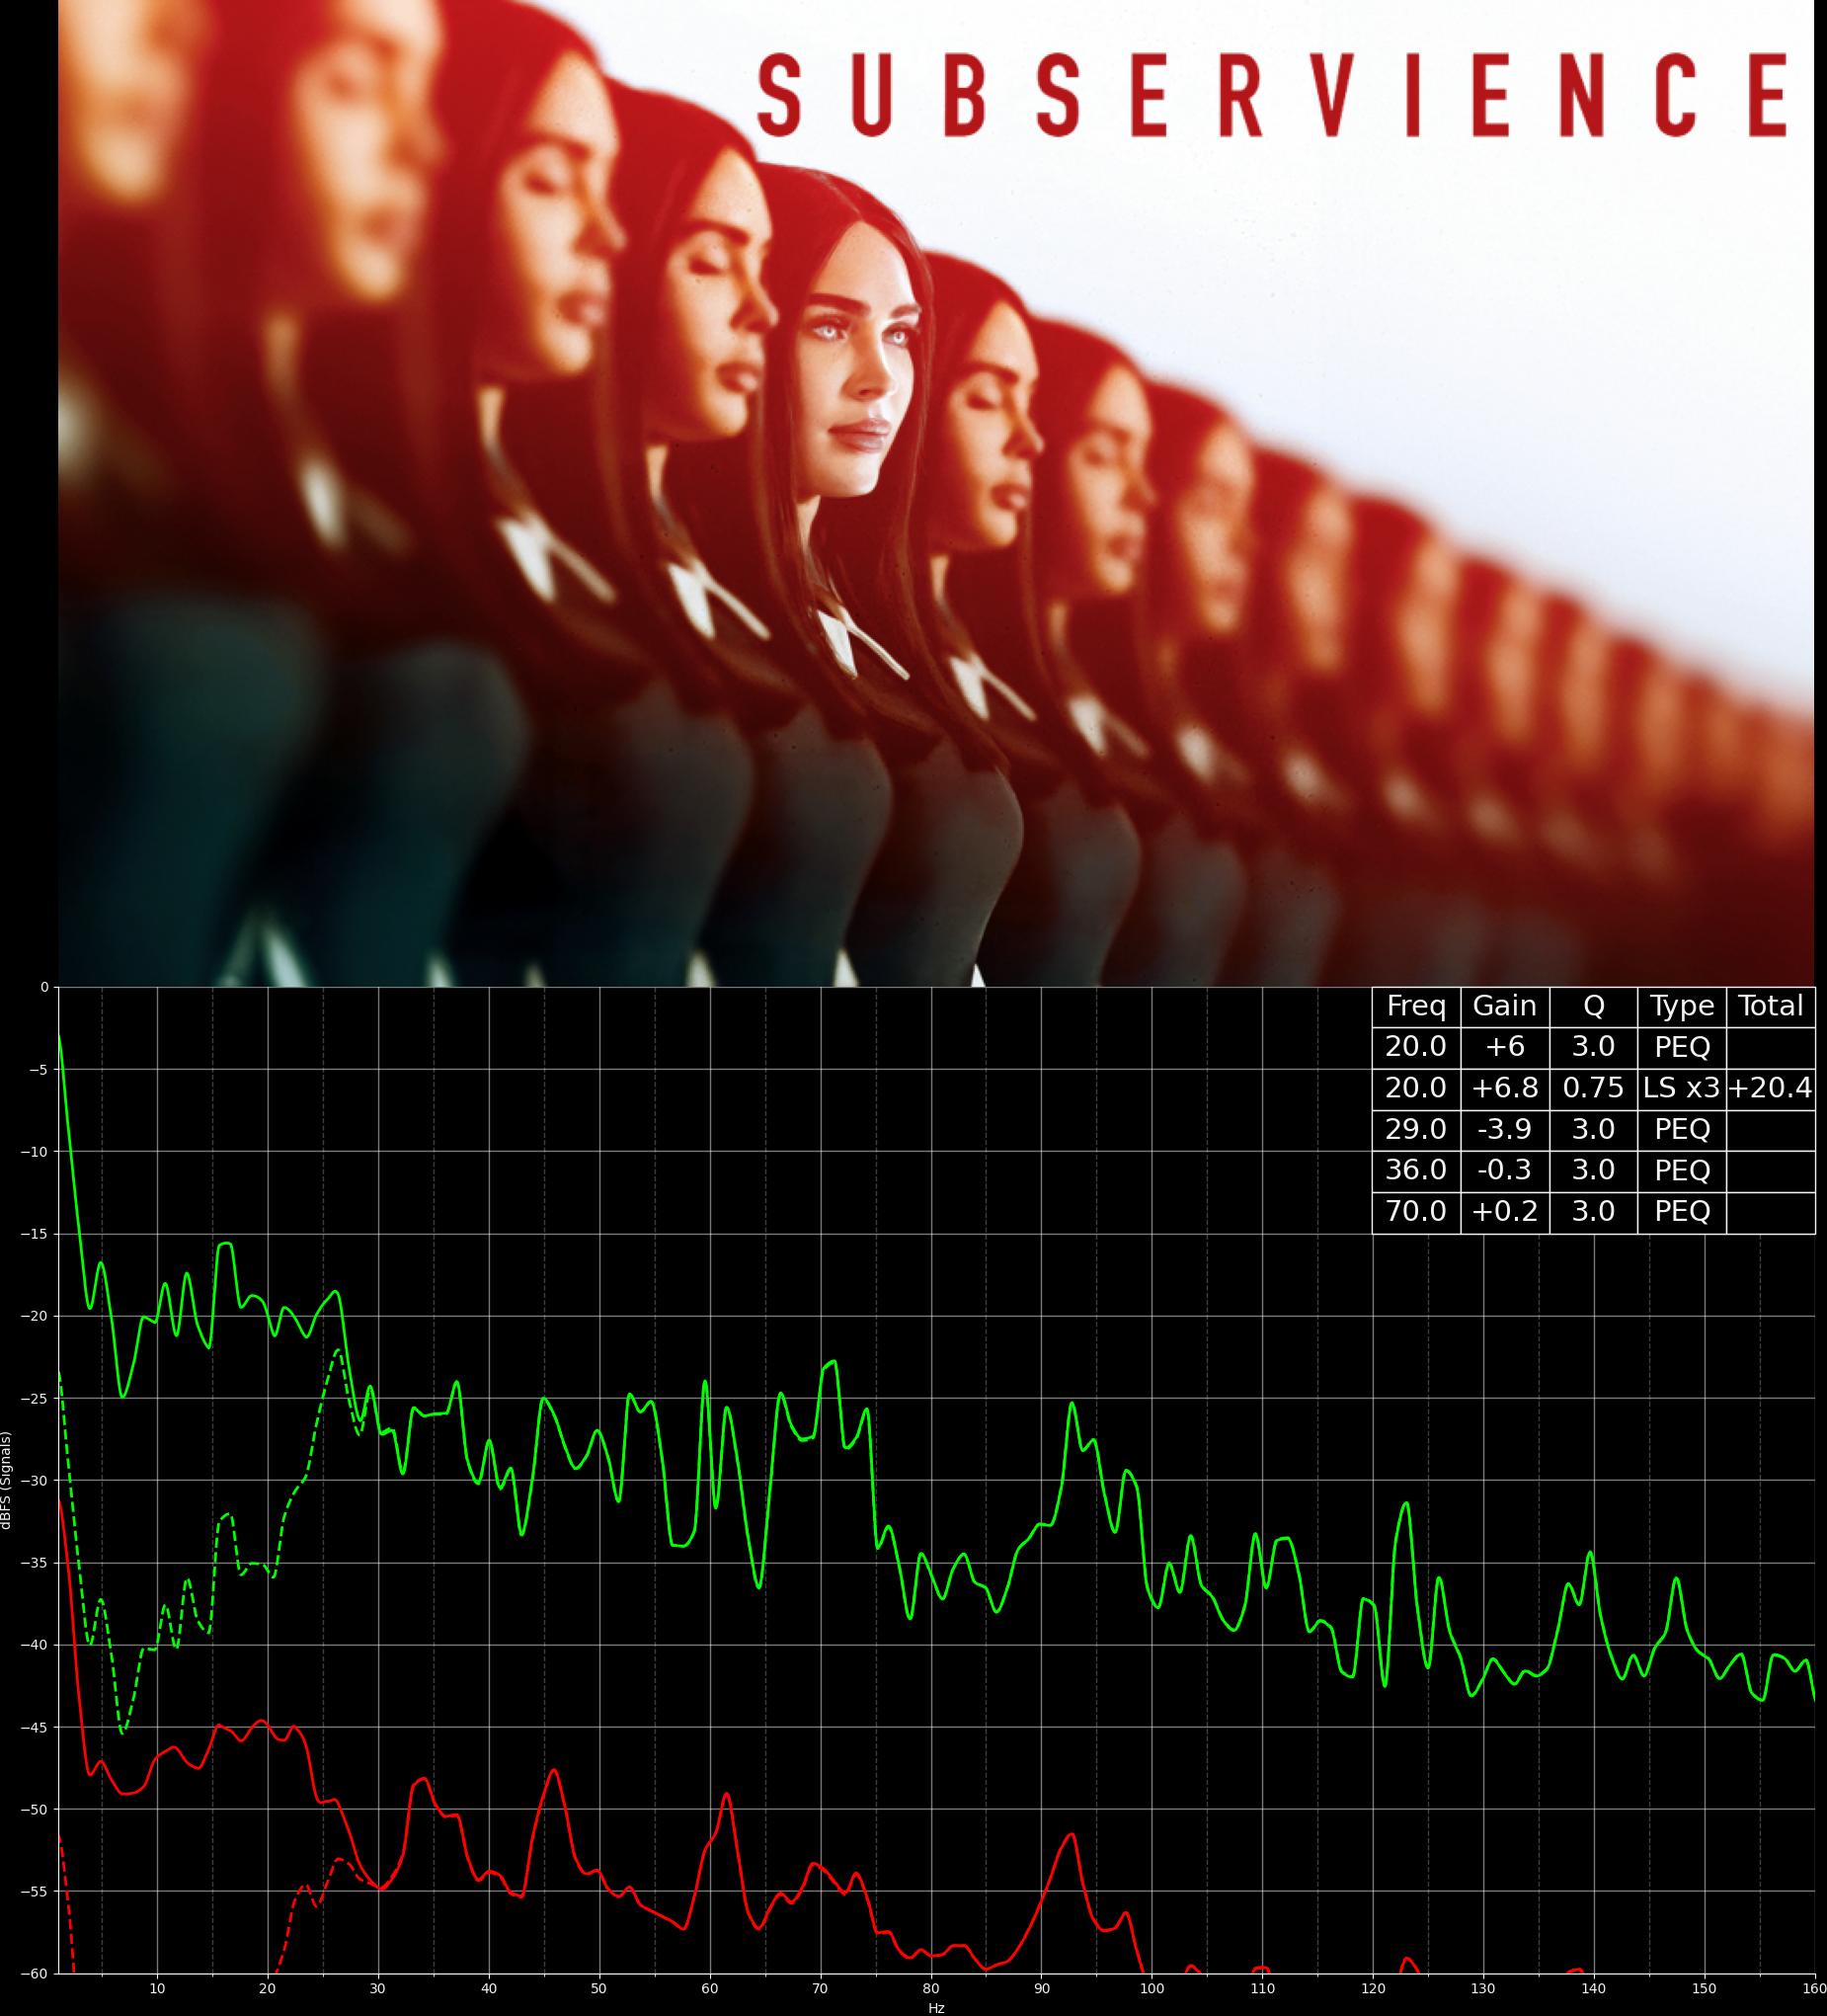 SUBSERVIENCE
Freq Gain Q Type Total
20.0 +6 3.0 PEQ
20.0 +6.8 0.75 LS x3 +20.4
29.0 -3.9 3.0 PEQ
36.0 -0.3 3.0 PEQ
70.0 +0.2 3.0 PEQ
0
−5
−10
−15
−20
−25
−30
−35
−40
−45
−50
−55
−60
dBFS (Signals)
10 20 30 40 50 60 70 80 90 100 110 120 130 140 150 160
Hz